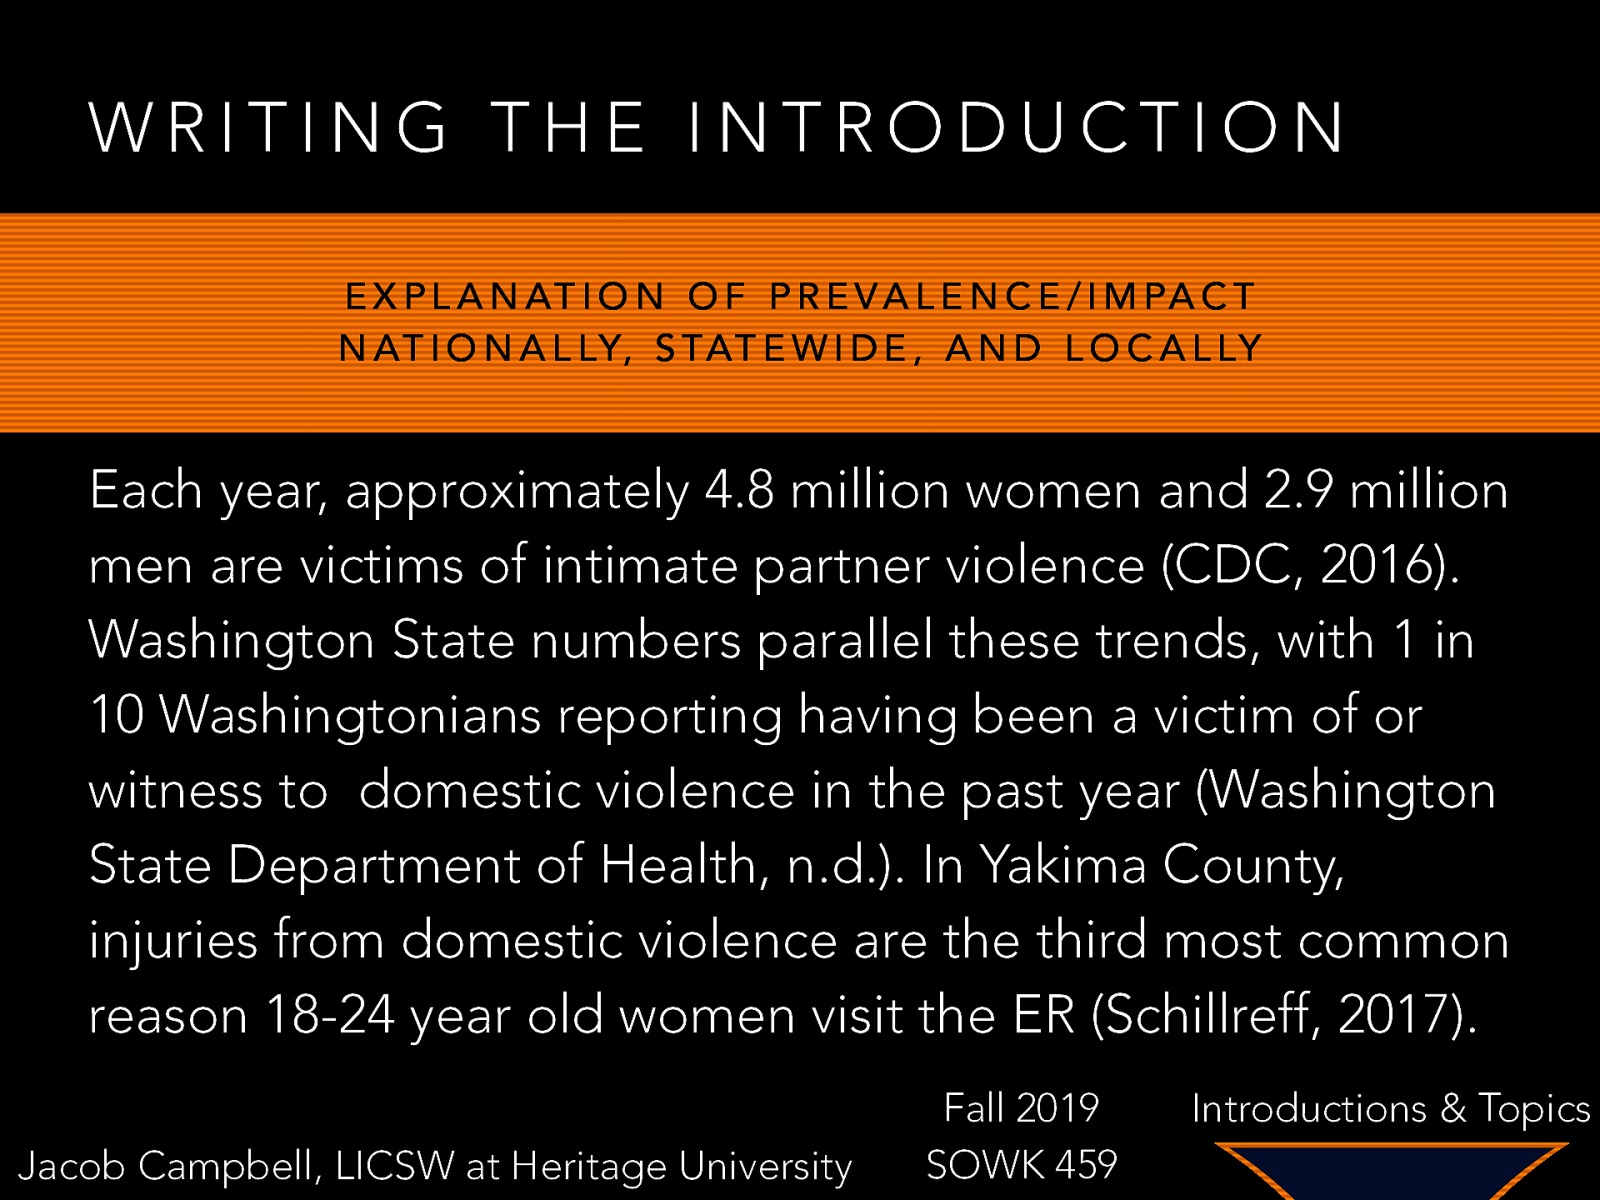 WRITING THE INTRODUCTION
EXPLANATION OF PREVALENCE/IMPACT
NATIONALLY, STATEWIDE, AND LOCALLY
Each year, approximately 4.8 million women and 2.9 million
men are victims of intimate partner violence (CDC, 2016).
Washington State numbers parallel these trends, with 1 in
10 Washingtonians reporting having been a victim of or
witness to  domestic violence in the past year (Washington
State Department of Health, n.d.). In Yakima County,
injuries from domestic violence are the third most common
reason 18-24 year old women visit the ER (Schillreff, 2017).
Fall 2019 Introductions & Topics
Jacob Campbell, LICSW at Heritage University SOWK 459